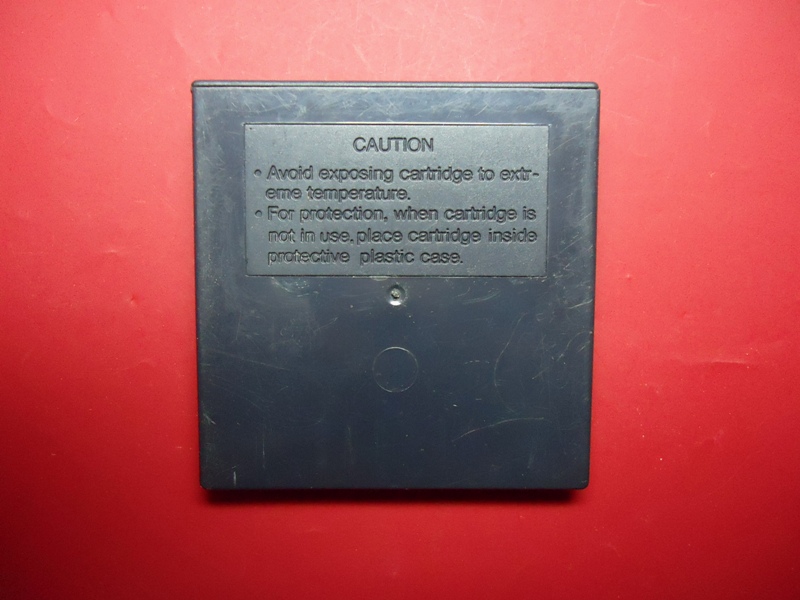 CAUTION
• Avoid exposing cartridge to extr-
eme temperature.
• For protection, when cartridge is
not in use, place cartridge inside
protective plastic case.